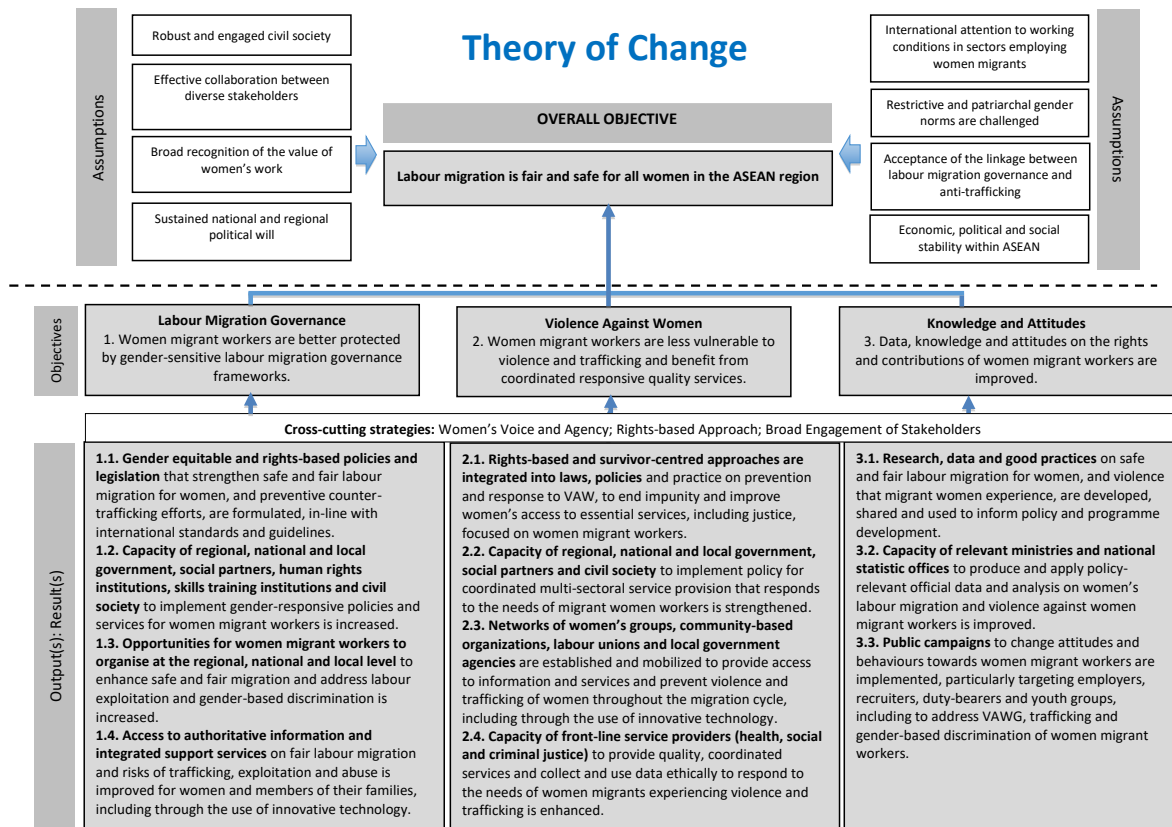 Theory of Change
Assumptions
Robust and engaged civil society
Effective collaboration between
diverse stakeholders
Broad recognition of the value of
women's work
Sustained national and regional
political will
OVERALL OBJECTIVE
Labour migration is fair and safe for all women in the ASEAN region
International attention to working
conditions in sectors employing
women migrants
Restrictive and patriarchal gender
norms are challenged
Acceptance of the linkage between
labour migration governance and
anti-trafficking
Economic, political and social
stability within ASEAN
Assumptions
Objectives
Labour Migration Governance
1. Women migrant workers are better protected
by gender-sensitive labour migration governance
frameworks.
Violence Against Women
2. Women migrant workers are less vulnerable to
violence and trafficking and benefit from
coordinated responsive quality services.
Knowledge and Attitudes
3. Data, knowledge and attitudes on the rights
and contributions of women migrant workers are
improved.
Cross-cutting strategies: Women's Voice and Agency; Rights-based Approach; Broad Engagement of Stakeholders
Output(s): Result(s)
1.1. Gender equitable and rights-based policies and
legislation that strengthen safe and fair labour
migration for women, and preventive counter-
trafficking efforts, are formulated, in-line with
international standards and guidelines.
1.2. Capacity of regional, national and local
government, social partners, human rights
institutions, skills training institutions and civil
society to implement gender-responsive policies and
services for women migrant workers is increased.
1.3. Opportunities for women migrant workers to
organise at the regional, national and local level to
enhance safe and fair migration and address labour
exploitation and gender-based discrimination is
increased.
1.4. Access to authoritative information and
integrated support services on fair labour migration
and risks of trafficking, exploitation and abuse is
improved for women and members of their families,
including through the use of innovative technology.
2.1. Rights-based and survivor-centred approaches are
integrated into laws, policies and practice on prevention
and response to VAW, to end impunity and improve
women's access to essential services, including justice,
focused on women migrant workers.
2.2. Capacity of regional, national and local government,
social partners and civil society to implement policy for
coordinated multi-sectoral service provision that responds
to the needs of migrant women workers is strengthened.
2.3. Networks of women's groups, community-based
organizations, labour unions and local government
agencies are established and mobilized to provide access
to information and services and prevent violence and
trafficking of women throughout the migration cycle,
including through the use of innovative technology.
2.4. Capacity of front-line service providers (health, social
and criminal justice) to provide quality, coordinated
services and collect and use data ethically to respond to
the needs of women migrants experiencing violence and
trafficking is enhanced.
3.1. Research, data and good practices on safe
and fair labour migration for women, and violence
that migrant women experience, are developed,
shared and used to inform policy and programme
development.
3.2. Capacity of relevant ministries and national
statistic offices to produce and apply policy-
relevant official data and analysis on women's
labour migration and violence against women
migrant workers is improved.
3.3. Public campaigns to change attitudes and
behaviours towards women migrant workers are
implemented, particularly targeting employers,
recruiters, duty-bearers and youth groups,
including to address VAWG, trafficking and
gender-based discrimination of women migrant
workers.